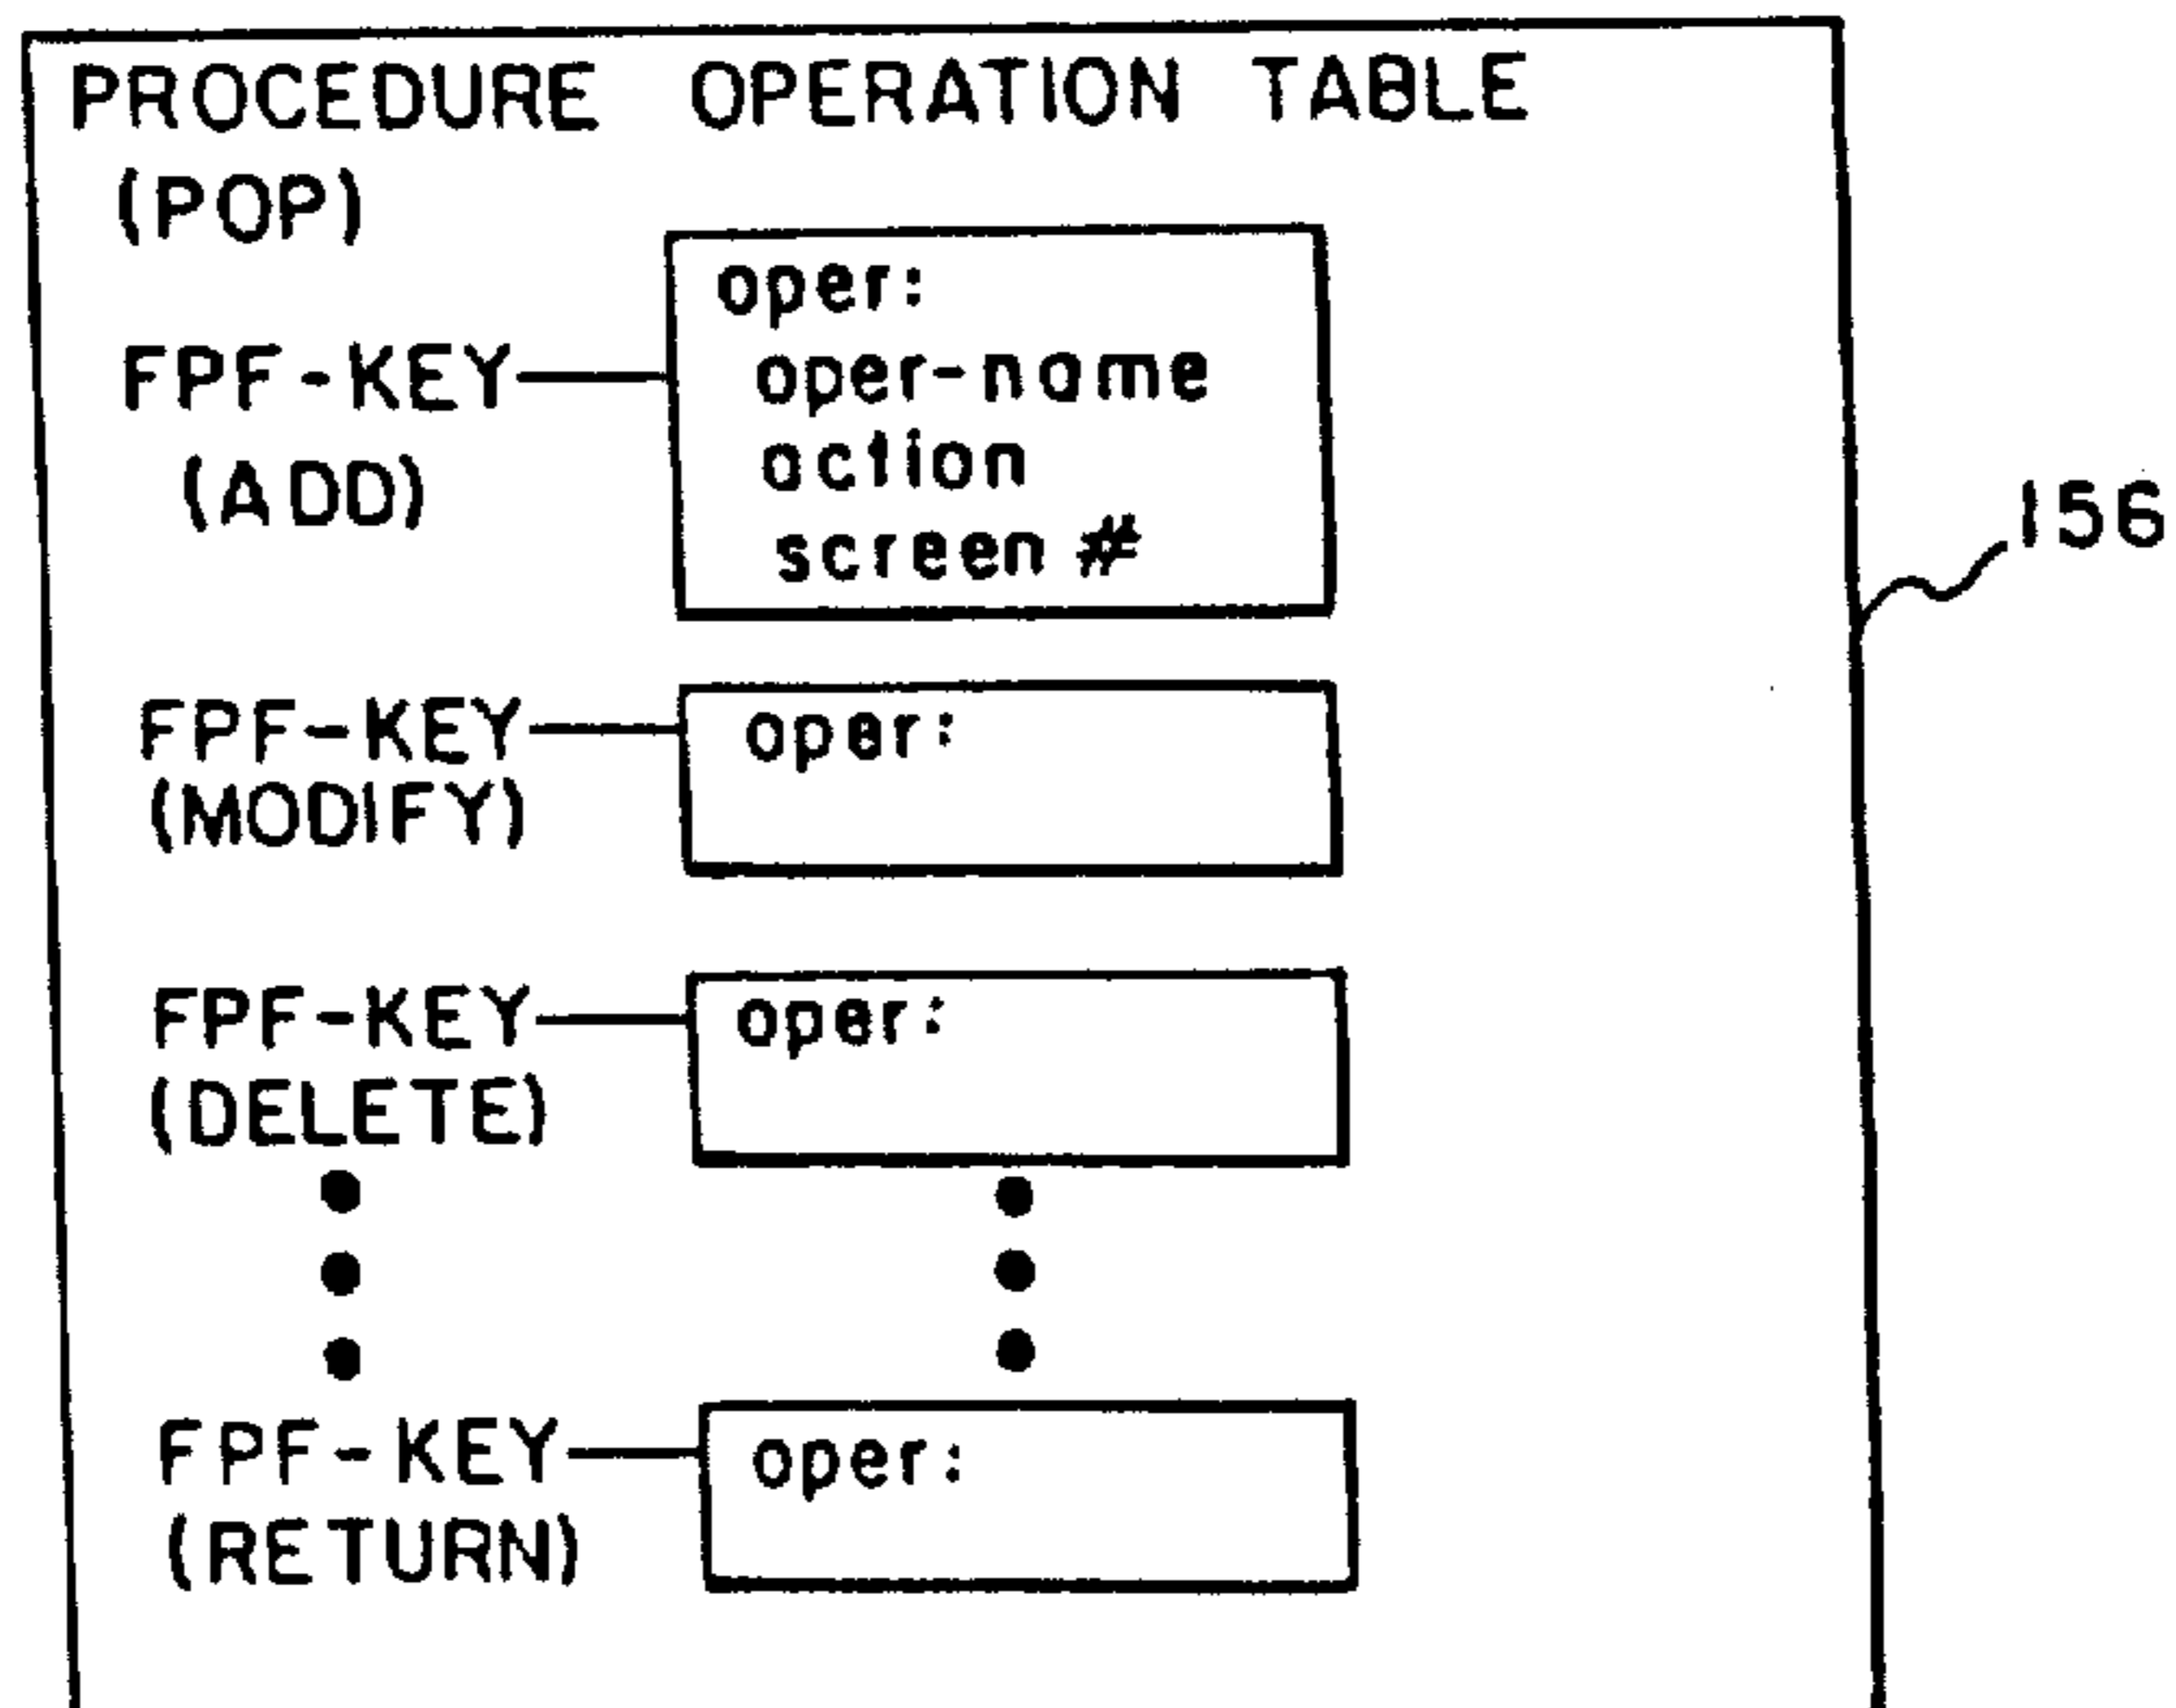 PROCEDURE OPERATION TABLE
(POP)
FPF-KEY
(ADD)
oper:
oper-name
action
screen #
156
FPF-KEY
(MODIFY)
oper:
FPF-KEY
(DELETE)
oper:
FPF-KEY
(RETURN)
oper: